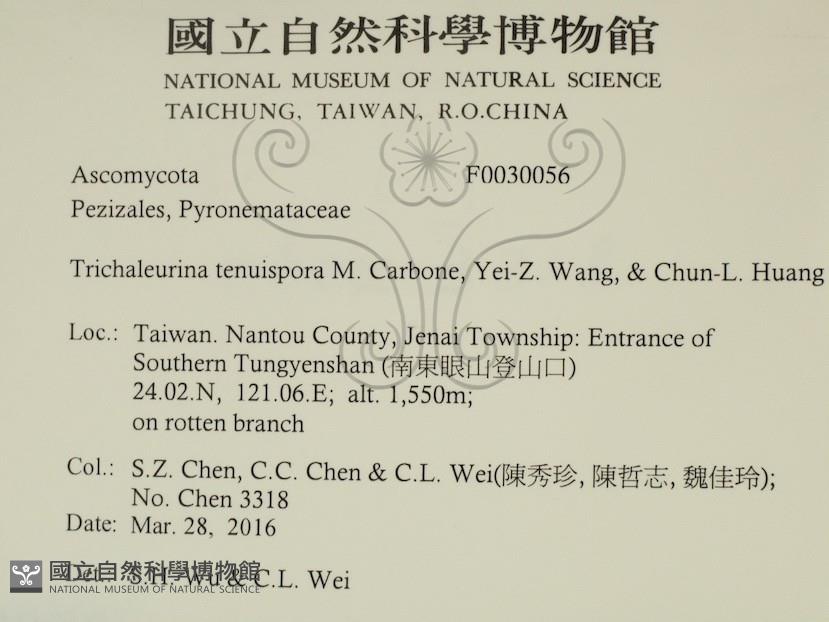 國立自然科學博物館
NATIONAL MUSEUM OF NATURAL SCIENCE
TAICHUNG, TAIWAN, R.O.CHINA
Ascomycota F0030056
Pezizales, Pyronemataceae
Trichaleurina tenuispora M. Carbone, Yei-Z. Wang, & Chun-L. Huang
Loc.: Taiwan. Nantou County, Jenai Township: Entrance of
Southern Tungyenshan (南東眼山登山口)
24.02.N, 121.06.E; alt. 1,550m;
on rotten branch
Col.: S.Z. Chen, C.C. Chen & C.L. Wei(陳秀珍, 陳哲志, 魏佳玲);
No. Chen 3318
Date: Mar. 28, 2016
Det.: S.H. Wu & C.L. Wei
國立自然科學博物館
NATIONAL MUSEUM OF NATURAL SCIENCE